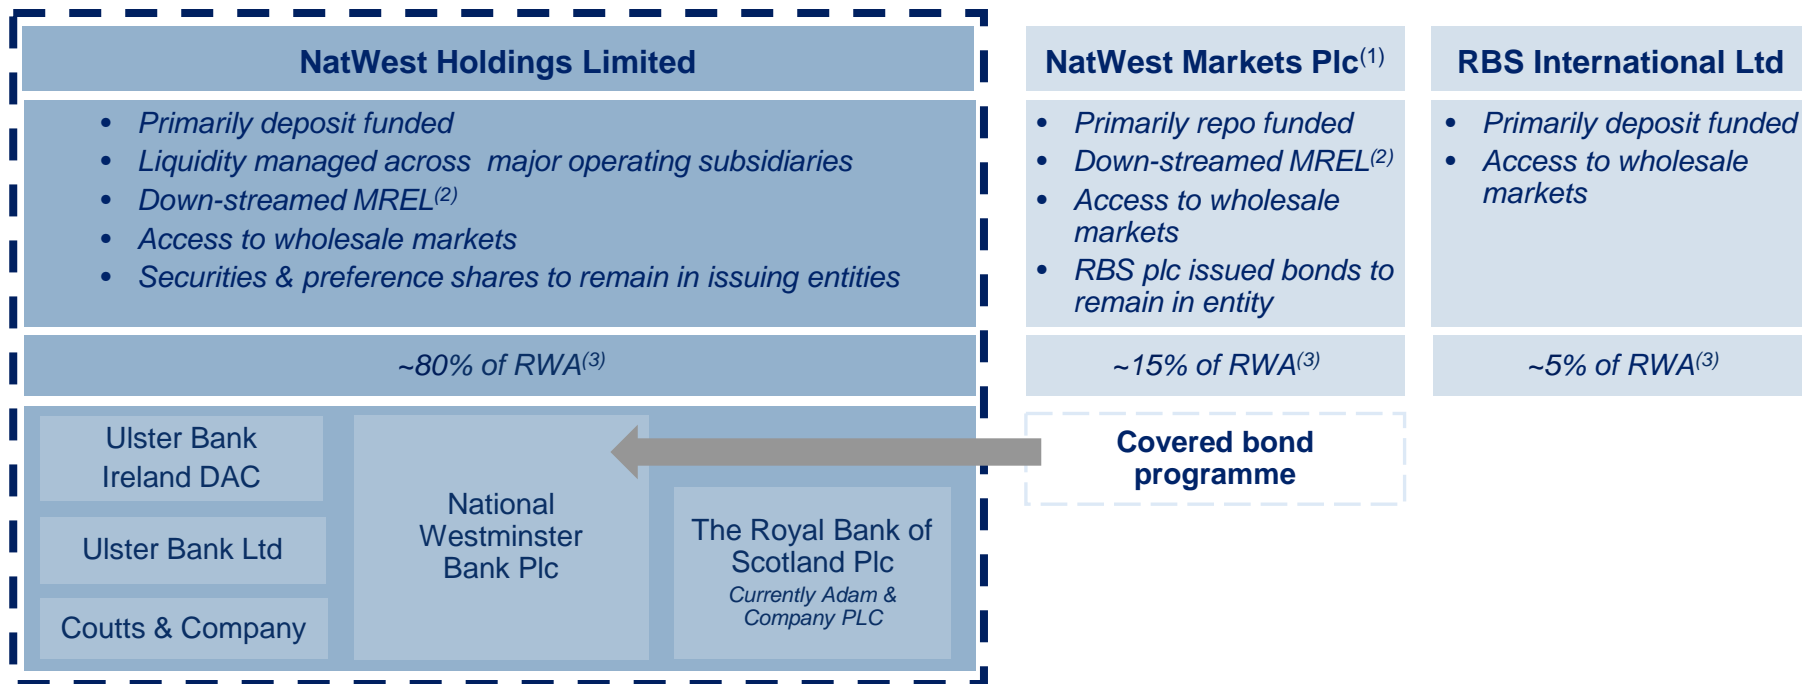 NatWest Holdings Limited
• Primarily deposit funded
• Liquidity managed across major operating subsidiaries
• Down-streamed MREL(2)
• Access to wholesale markets
• Securities & preference shares to remain in issuing entities
~80% of RWA(3)
Ulster Bank
Ireland DAC
Ulster Bank Ltd
Coutts & Company
National
Westminster
Bank Plc
The Royal Bank of
Scotland Plc
Currently Adam &
Company PLC
NatWest Markets Plc(1)
• Primarily repo funded
• Down-streamed MREL(2)
• Access to wholesale
markets
• RBS plc issued bonds to
remain in entity
~15% of RWA(3)
Covered bond
programme
RBS International Ltd
• Primarily deposit funded
• Access to wholesale
markets
~5% of RWA(3)